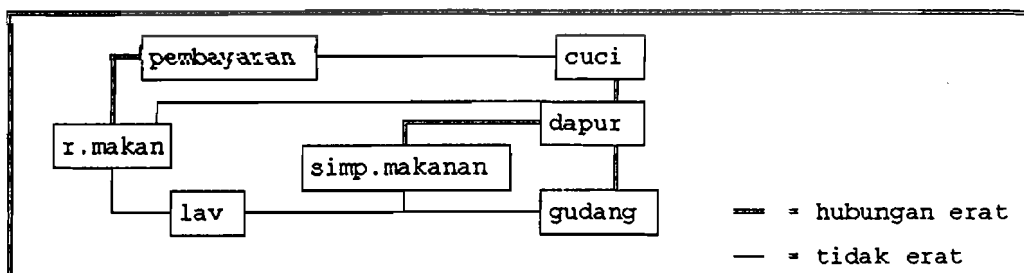 pembayaran
cuci
dapur
r.makan
simp.makanan
lav
gudang
= hubungan erat
= tidak erat